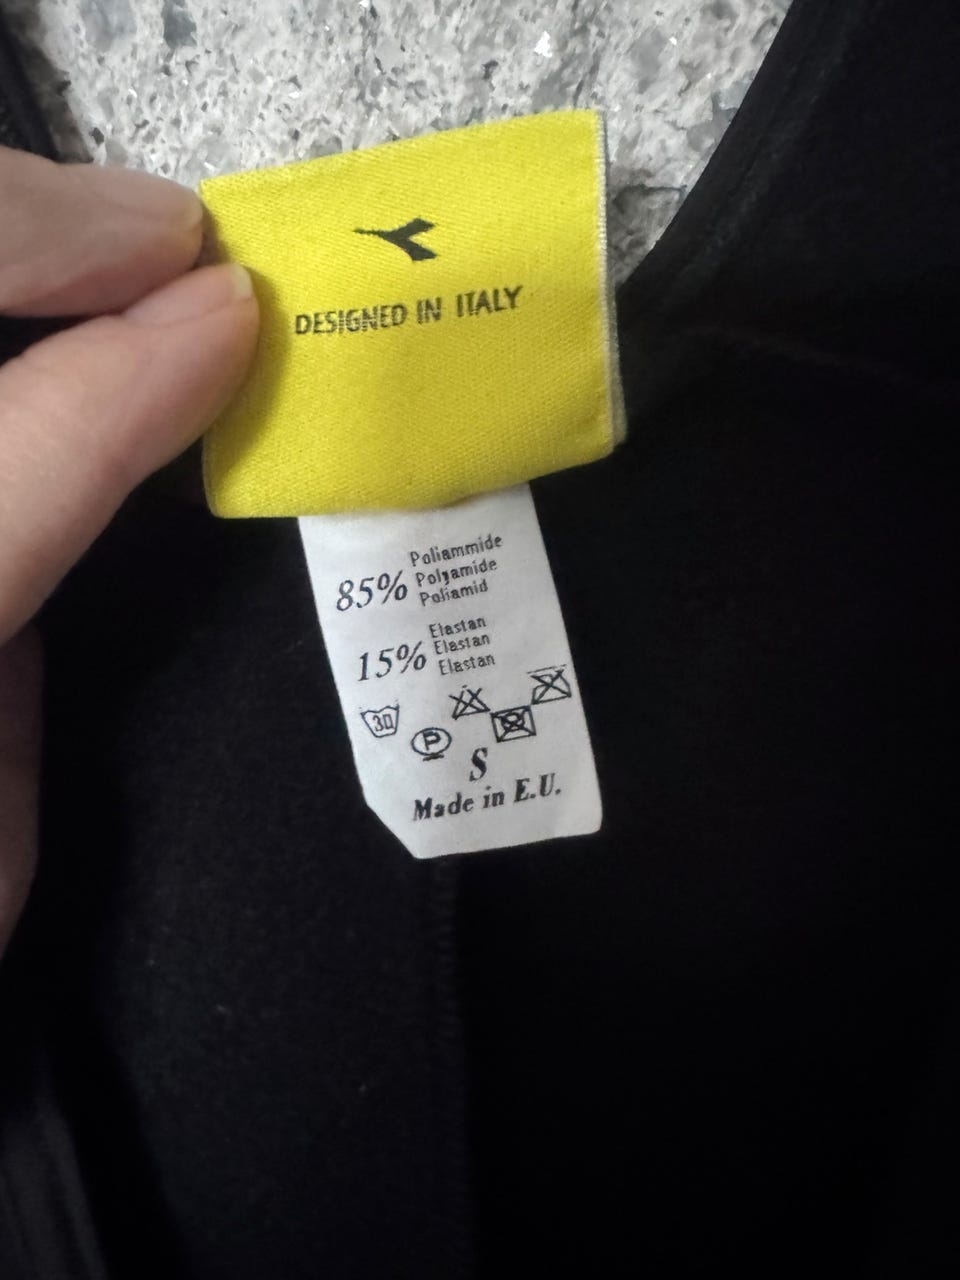 DESIGNED IN ITALY
85% Poliammide
Polyamide
Poliamid
15% Elastan
Elastan
Elastan
30
P
S
Made in E.U.